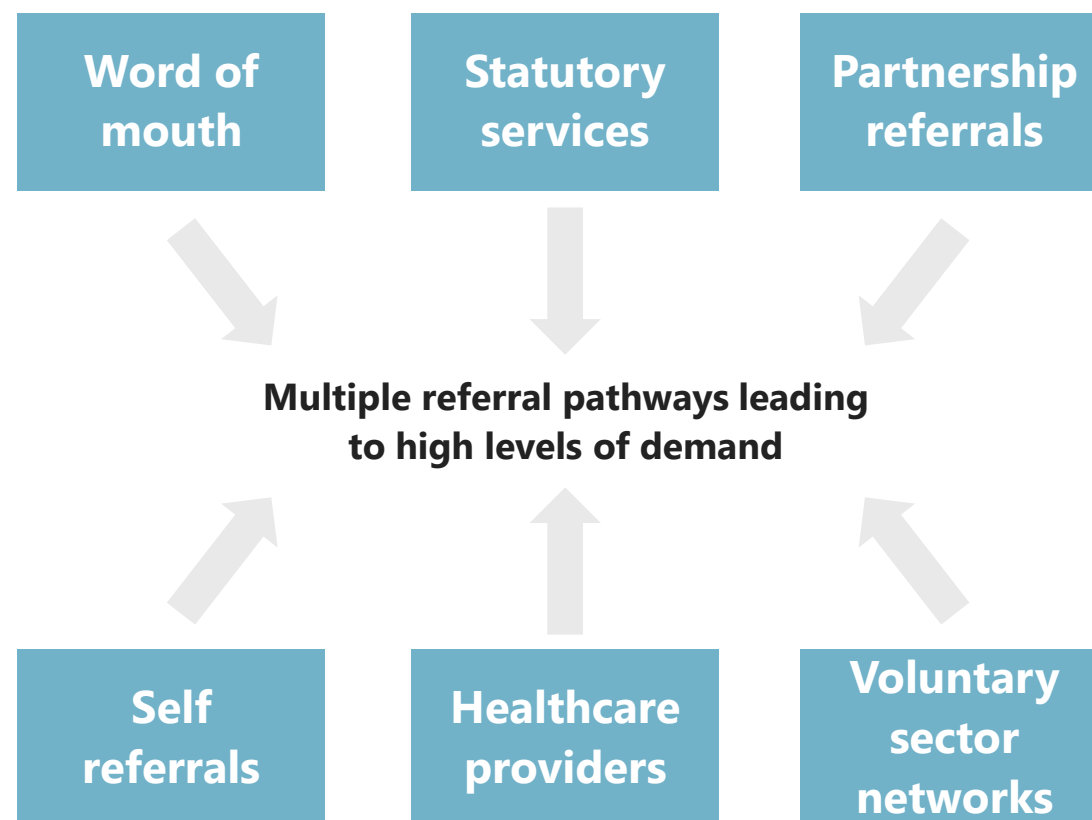 Word of
mouth
Statutory
services
Partnership
referrals
Multiple referral pathways leading
to high levels of demand
Self
referrals
Healthcare
providers
Voluntary
sector
networks